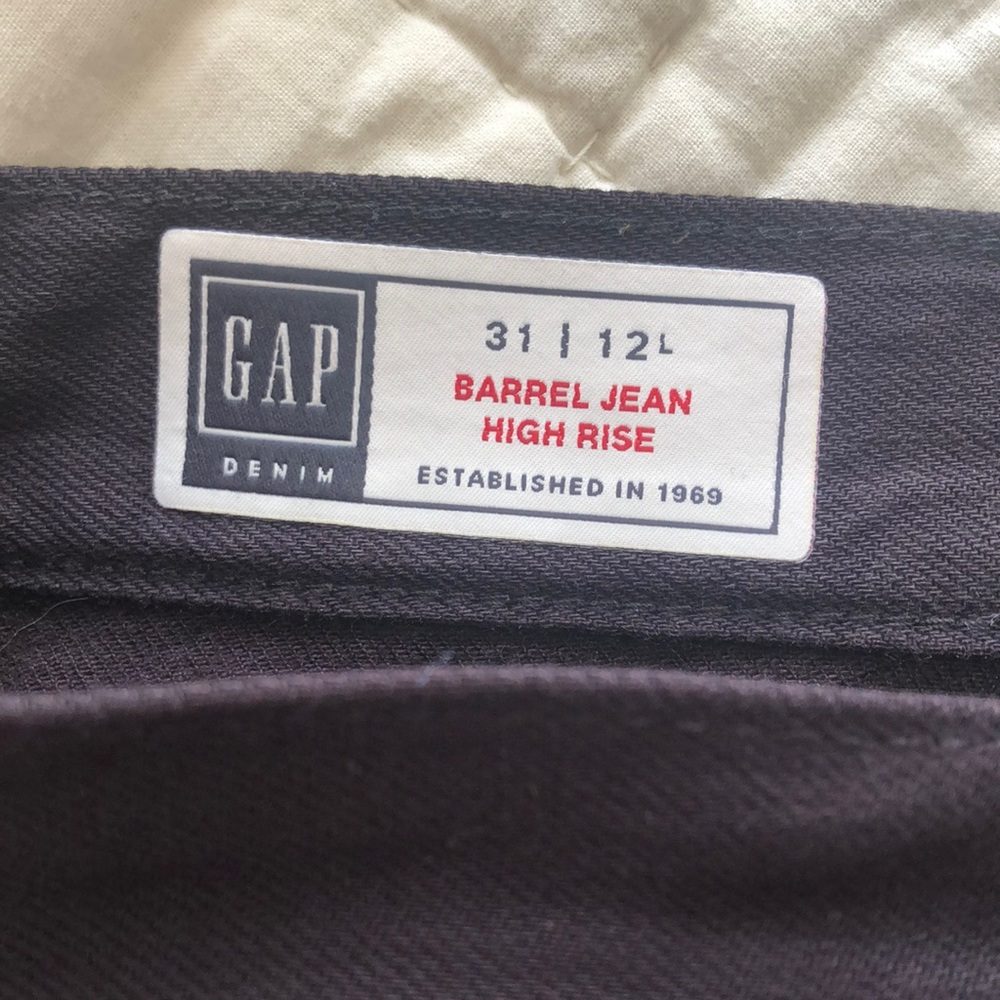 GAP
DENIM
31 | 12L
BARREL JEAN
HIGH RISE
ESTABLISHED IN 1969